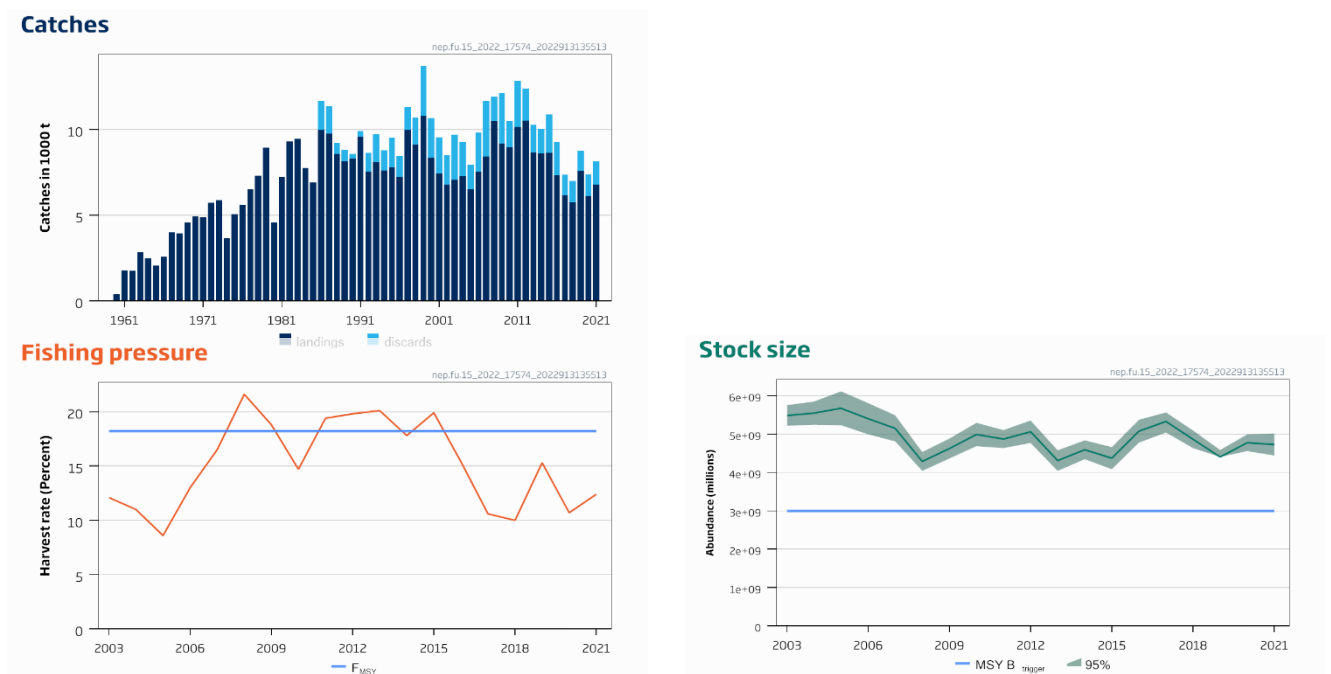 Catches
nep.fu.15_2022_17574_2022913135513
Catches in 1000 t
10
5
0
1961 1971 1981 1991 2001 2011 2021
landings discards
Fishing pressure
nep.fu.15_2022_17574_2022913135513
Harvest rate (Percent)
20
15
10
5
0
2003 2006 2009 2012 2015 2018 2021
FMSY
Stock size
nep.fu.15_2022_17574_2022913135513
Abundance (millions)
6e+09
5e+09
4e+09
3e+09
2e+09
1e+09
0
2003 2006 2009 2012 2015 2018 2021
MSY B trigger 95%